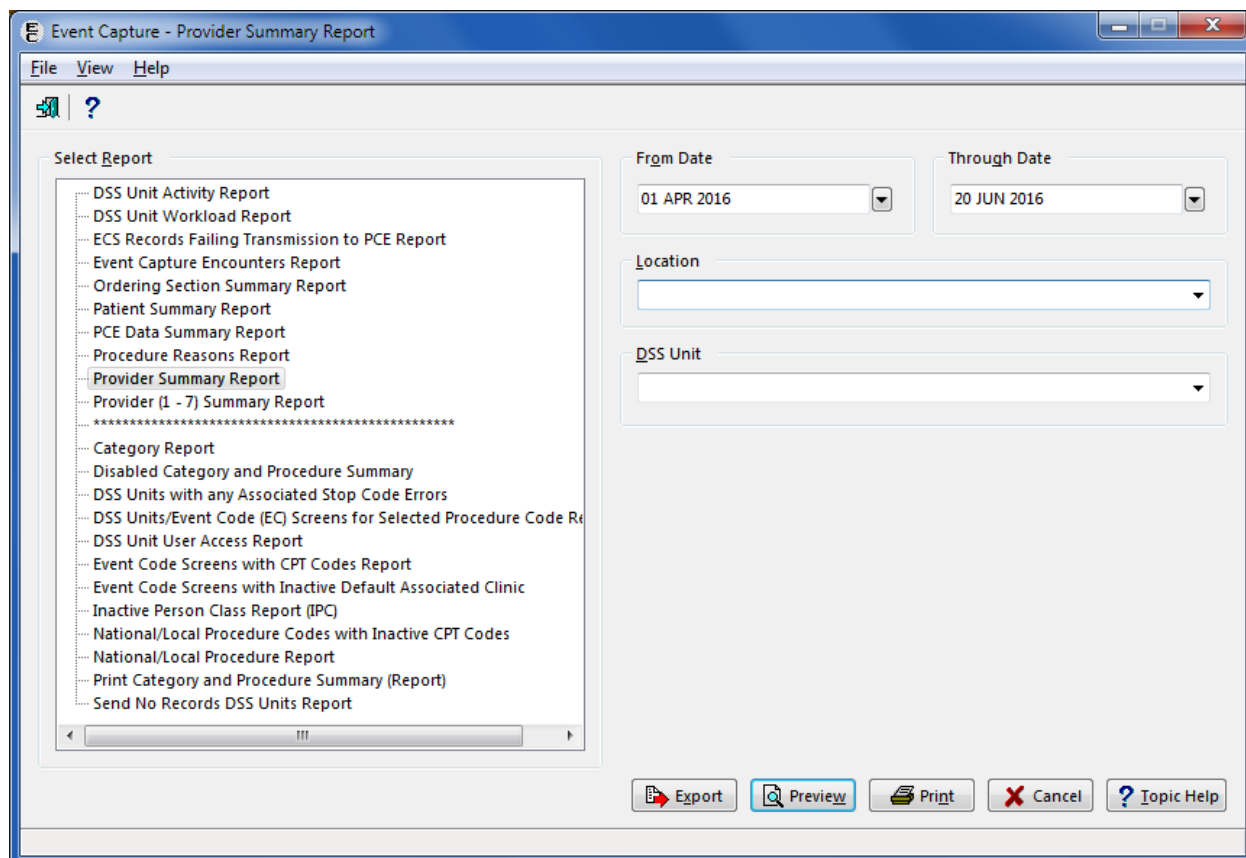 Event Capture - Provider Summary Report
File View Help
Select Report
DSS Unit Activity Report
DSS Unit Workload Report
ECS Records Failing Transmission to PCE Report
Event Capture Encounters Report
Ordering Section Summary Report
Patient Summary Report
PCE Data Summary Report
Procedure Reasons Report
Provider Summary Report
Provider (1 - 7) Summary Report
**************************************************
Category Report
Disabled Category and Procedure Summary
DSS Units with any Associated Stop Code Errors
DSS Units/Event Code (EC) Screens for Selected Procedure Code Re
DSS Unit User Access Report
Event Code Screens with CPT Codes Report
Event Code Screens with Inactive Default Associated Clinic
Inactive Person Class Report (IPC)
National/Local Procedure Codes with Inactive CPT Codes
National/Local Procedure Report
Print Category and Procedure Summary (Report)
Send No Records DSS Units Report
From Date
01 APR 2016
Through Date
20 JUN 2016
Location
DSS Unit
Export Preview Print Cancel ? Topic Help